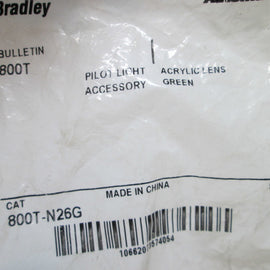 Bradley
BULLETIN
800T
PILOT LIGHT
ACCESSORY
ACRYLIC LENS
GREEN
MADE IN CHINA
CAT
800T-N26G